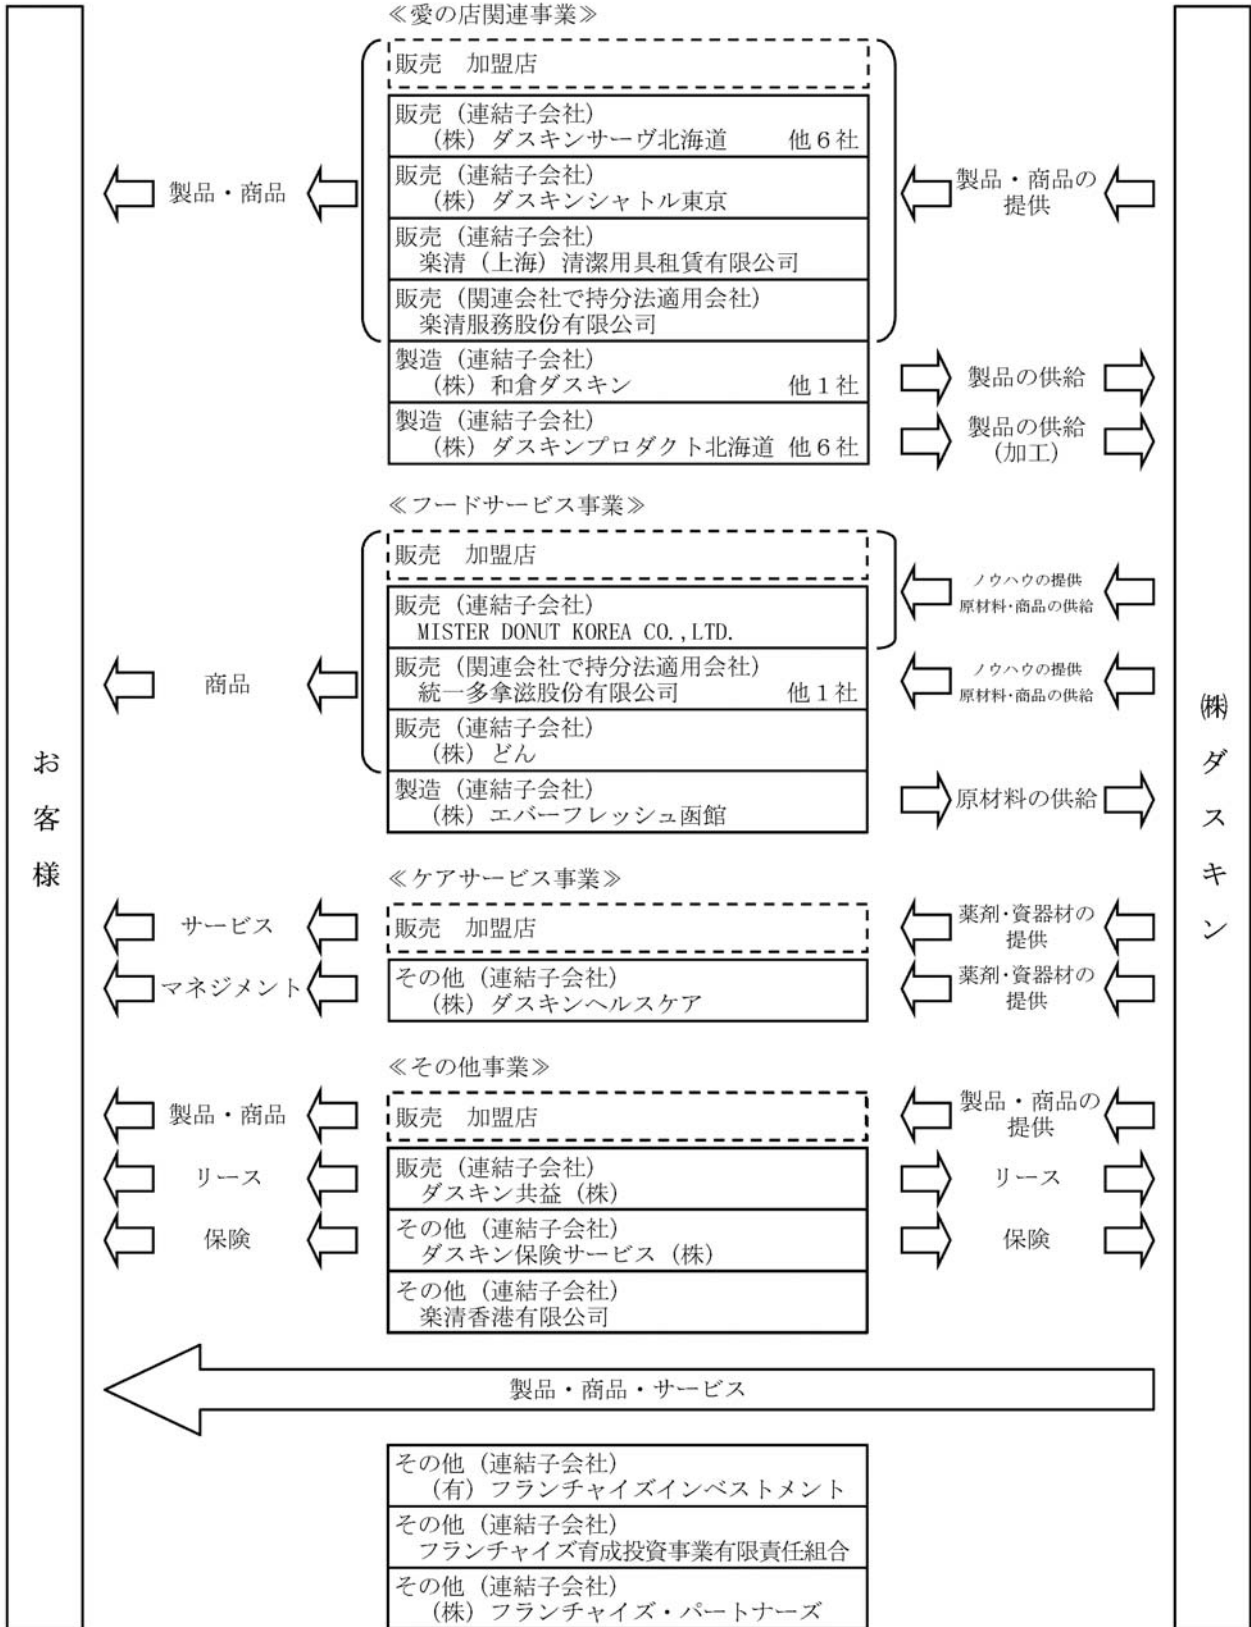 ≪愛の店関連事業≫
販売　加盟店
販売（連結子会社）
（株）ダスキンサーヴ北海道　他６社
販売（連結子会社）
（株）ダスキンシャトル東京
販売（連結子会社）
楽清（上海）清潔用具租賃有限公司
販売（関連会社で持分法適用会社）
楽清服務股份有限公司
製造（連結子会社）
（株）和倉ダスキン　他１社
製造（連結子会社）
（株）ダスキンプロダクト北海道 他６社
製品・商品
製品・商品の
提供
製品の供給
製品の供給
(加工)
≪フードサービス事業≫
販売　加盟店
販売（連結子会社）
MISTER DONUT KOREA CO.,LTD.
販売（関連会社で持分法適用会社）
統一多拿滋股份有限公司　他１社
販売（連結子会社）
（株）どん
製造（連結子会社）
（株）エバーフレッシュ函館
商品
ノウハウの提供
原材料･商品の供給
ノウハウの提供
原材料･商品の供給
原材料の供給
≪ケアサービス事業≫
販売　加盟店
その他（連結子会社）
（株）ダスキンヘルスケア
サービス
マネジメント
薬剤･資器材の
提供
薬剤･資器材の
提供
≪その他事業≫
販売　加盟店
販売（連結子会社）
ダスキン共益（株）
その他（連結子会社）
ダスキン保険サービス（株）
その他（連結子会社）
楽清香港有限公司
製品・商品
リース
保険
製品・商品の
提供
リース
保険
製品・商品・サービス
その他（連結子会社）
（有）フランチャイズインベストメント
その他（連結子会社）
フランチャイズ育成投資事業有限責任組合
その他（連結子会社）
（株）フランチャイズ・パートナーズ
お客様
㈱ダスキン